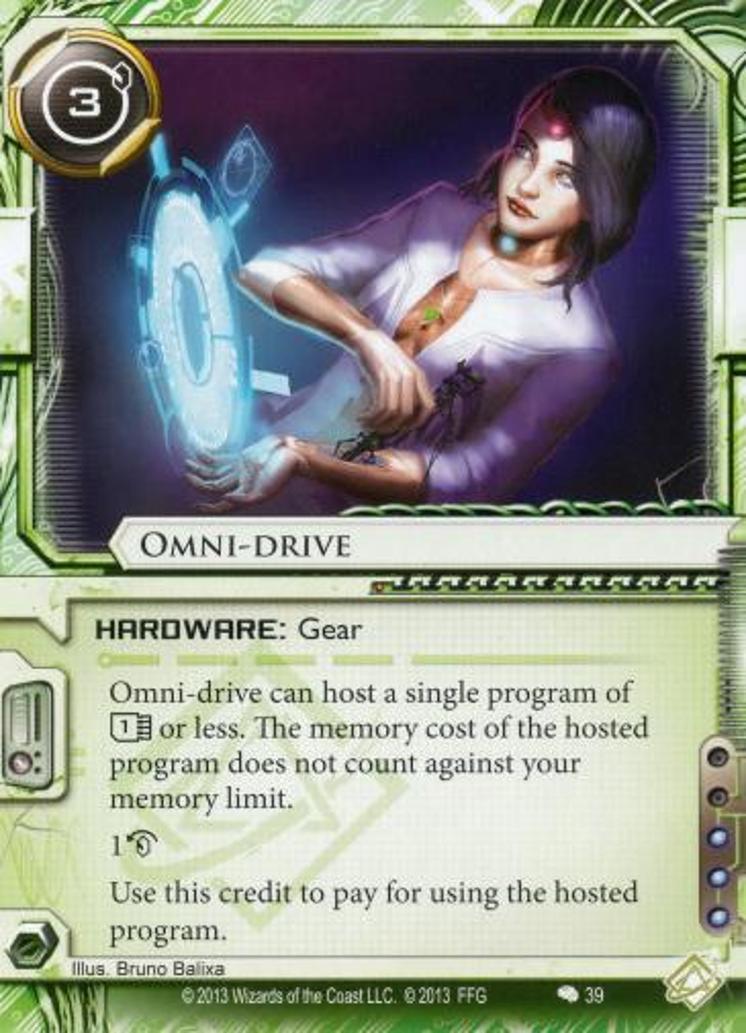 3
OMNI-DRIVE
HARDWARE: Gear
Omni-drive can host a single program of
1 or less. The memory cost of the hosted
program does not count against your
memory limit.
1
Use this credit to pay for using the hosted
program.
Illus. Bruno Balixa
© 2013 Wizards of the Coast LLC. © 2013 FFG 39